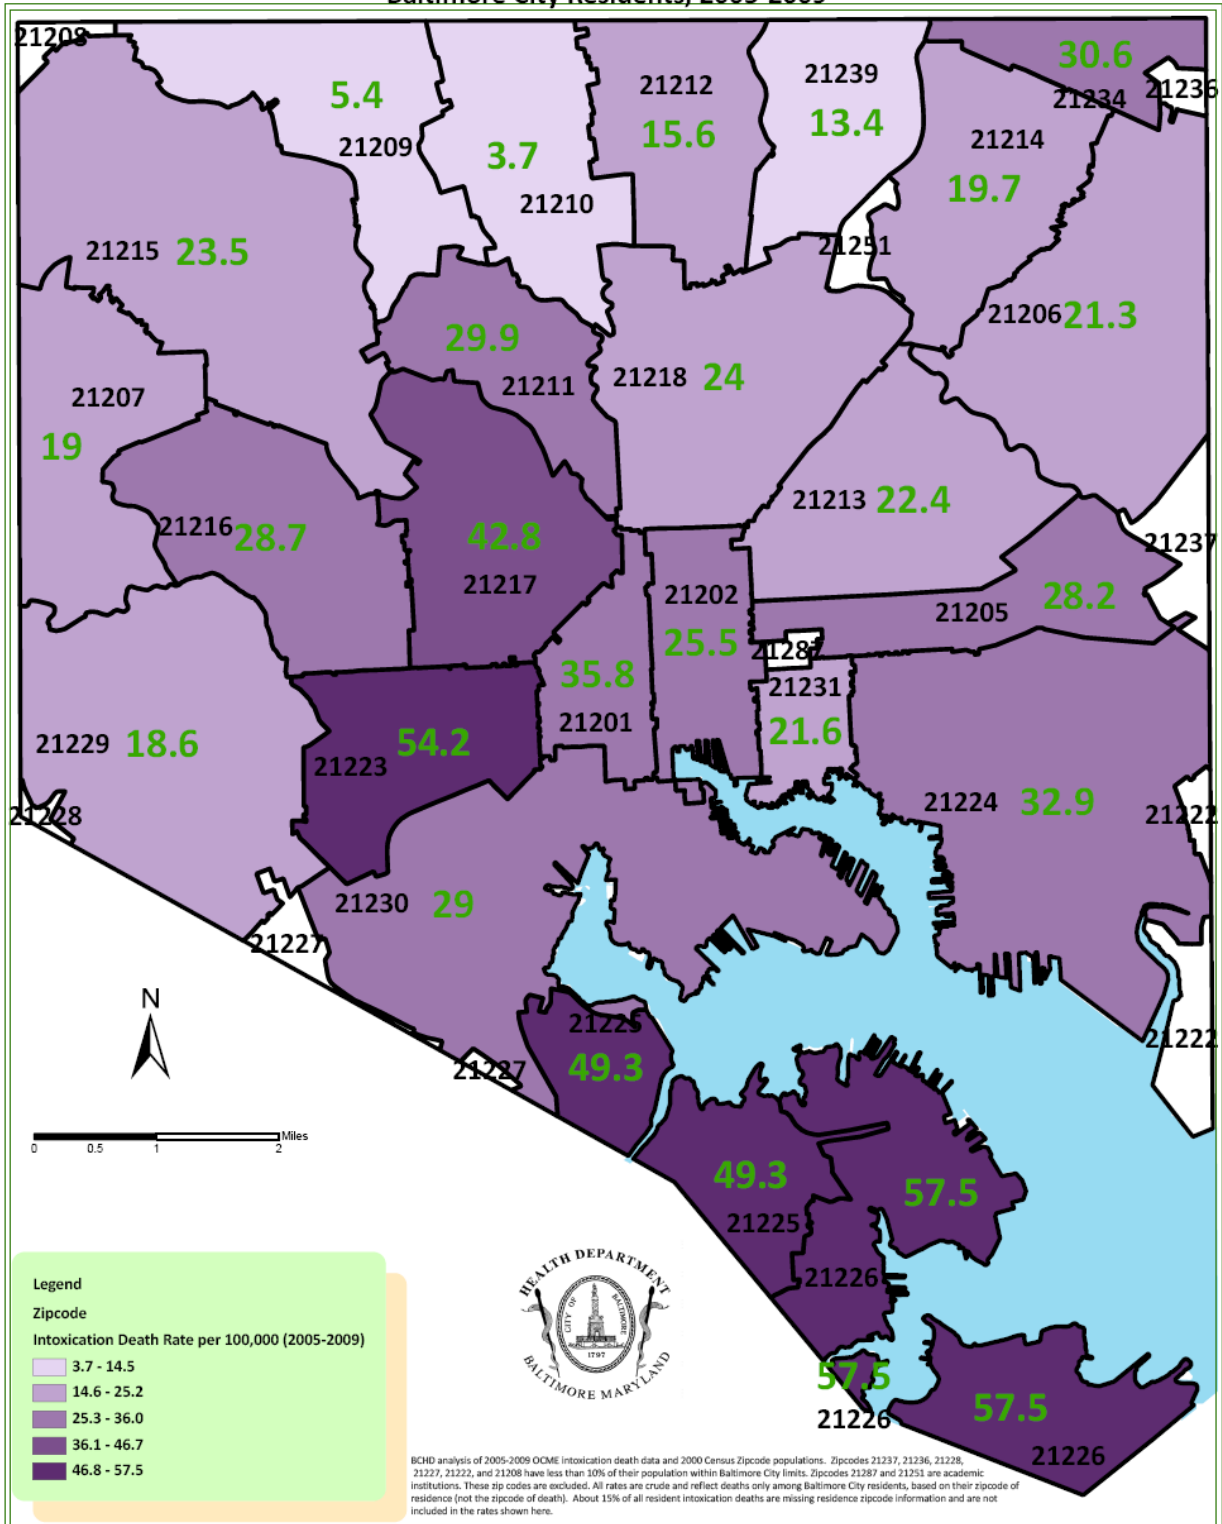 Baltimore City Residents, 2005-2009
21208
30.6
21236
21234
5.4
21209
3.7
21210
21212
15.6
21239
13.4
21214
19.7
21251
21215 23.5
21206 21.3
29.9
21211
21218 24
21207
19
21213 22.4
21216 28.7
42.8
21217
21237
21202
25.5
21205 28.2
21287
35.8
21201
21231
21.6
21229 18.6
54.2
21223
21228
21224 32.9
21222
21230 29
21227
N
21225
49.3
21227
21222
Miles
0 0.5 1 2
49.3
21225
57.5
21226
57.5
21226
57.5
21226
HEALTH DEPARTMENT
CITY OF BALTIMORE
1797
BALTIMORE MARYLAND
Legend
Zipcode
Intoxication Death Rate per 100,000 (2005-2009)
3.7 - 14.5
14.6 - 25.2
25.3 - 36.0
36.1 - 46.7
46.8 - 57.5
BCHD analysis of 2005-2009 OCME intoxication death data and 2000 Census Zipcode populations. Zipcodes 21237, 21236, 21228,
21227, 21222, and 21208 have less than 10% of their population within Baltimore City limits. Zipcodes 21287 and 21251 are academic
institutions. These zip codes are excluded. All rates are crude and reflect deaths only among Baltimore City residents, based on their zipcode of
residence (not the zipcode of death). About 15% of all resident intoxication deaths are missing residence zipcode information and are not
included in the rates shown here.